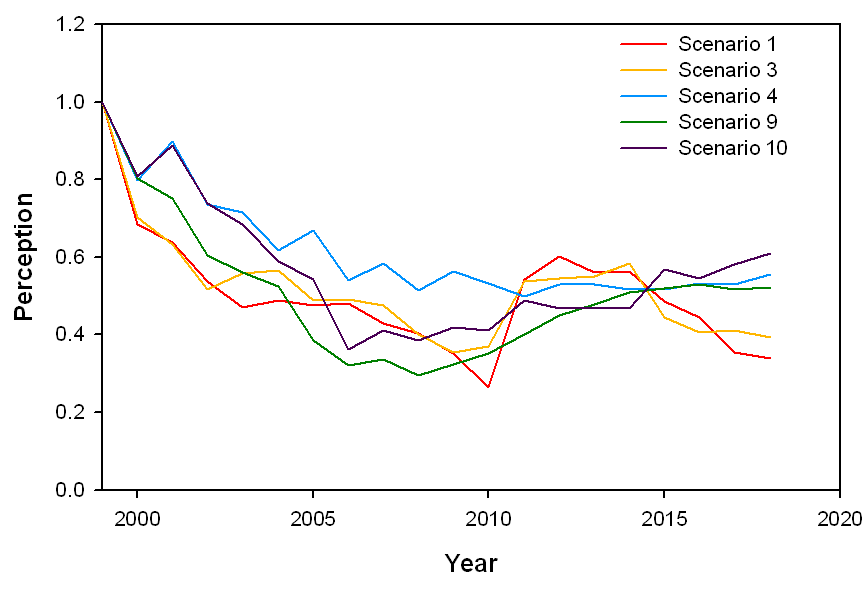 1.2
1.0
0.8
0.6
0.4
0.2
0.0
Perception
Scenario 1
Scenario 3
Scenario 4
Scenario 9
Scenario 10
2000 2005 2010 2015 2020
Year